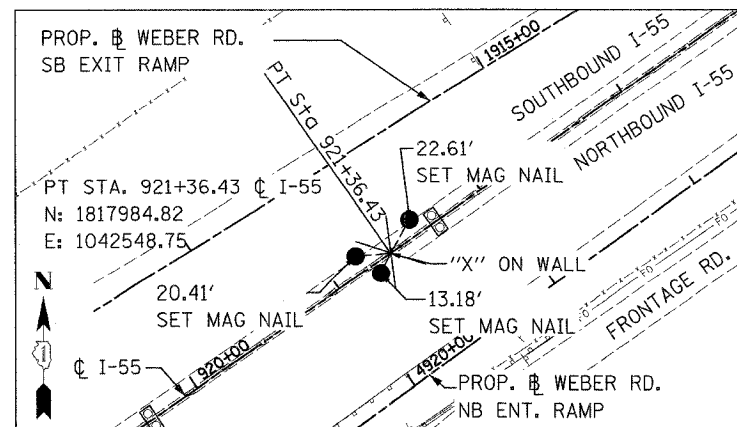 PROP. ℄ WEBER RD.
SB EXIT RAMP
1915+00
SOUTHBOUND I-55
NORTHBOUND I-55
PT Sta 921+36.43
22.61'
SET MAG NAIL
PT STA. 921+36.43 ℄ I-55
N: 1817984.82
E: 1042548.75
"X" ON WALL
N
20.41'
SET MAG NAIL
13.18'
SET MAG NAIL
FO
FO
FRONTAGE RD.
℄ I-55
920+00
4920+00
PROP. ℄ WEBER RD.
NB ENT. RAMP